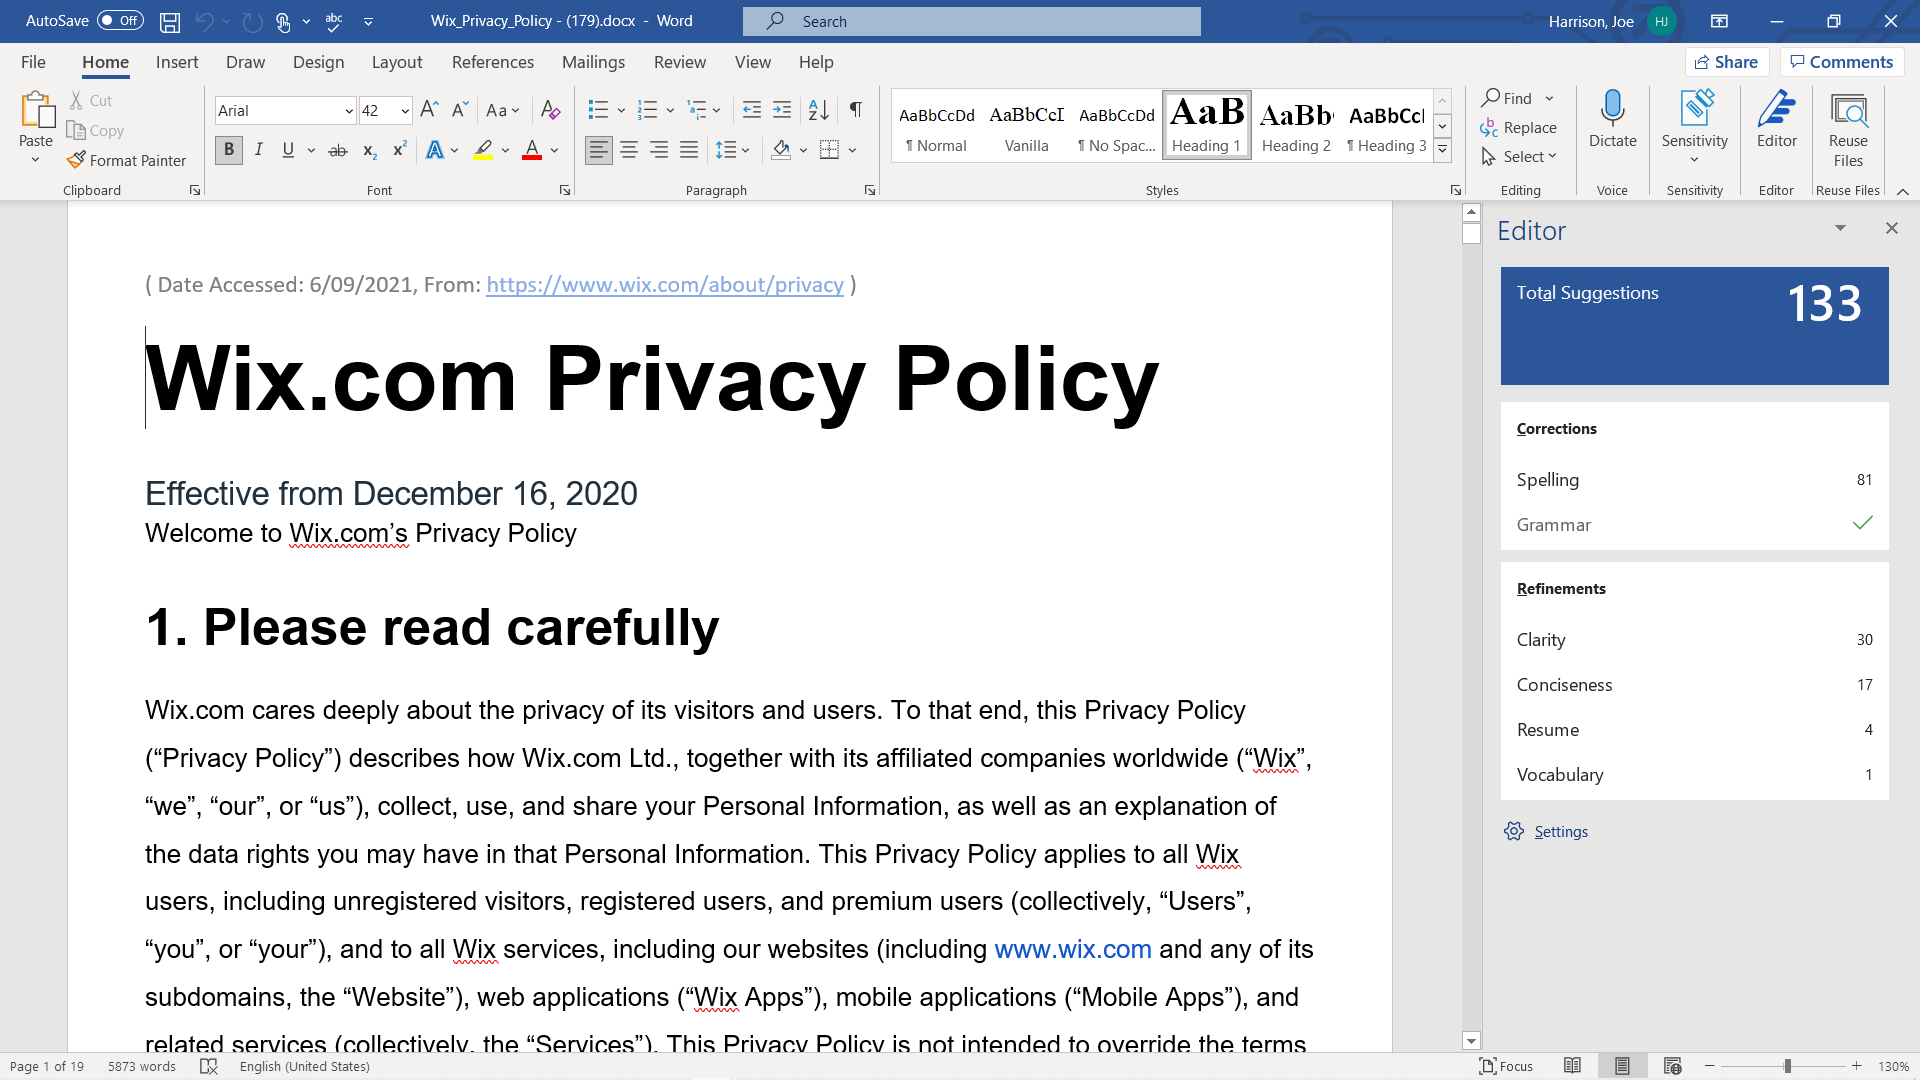 AutoSave Off abc Wix_Privacy_Policy - (179).docx - Word Search Harrison, Joe HJ
File Home Insert Draw Design Layout References Mailings Review View Help Share Comments
Paste
Cut
Copy
Format Painter
Clipboard
Arial 42 Aa
B I U ab x₂ x² A A
Font
Paragraph
AaBbCcDd AaBbCcI AaBbCcDd AaB AaBb AaBbCc
¶ Normal Vanilla ¶ No Spac... Heading 1 Heading 2 ¶ Heading 3
Styles
Find
Replace
Select
Editing
Dictate
Voice
Sensitivity
Sensitivity
Editor
Editor
Reuse
Files
Reuse Files
( Date Accessed: 6/09/2021, From: https://www.wix.com/about/privacy )
Wix.com Privacy Policy
Effective from December 16, 2020
Welcome to Wix.com’s Privacy Policy
1. Please read carefully
Wix.com cares deeply about the privacy of its visitors and users. To that end, this Privacy Policy
(“Privacy Policy”) describes how Wix.com Ltd., together with its affiliated companies worldwide (“Wix”,
“we”, “our”, or “us”), collect, use, and share your Personal Information, as well as an explanation of
the data rights you may have in that Personal Information. This Privacy Policy applies to all Wix
users, including unregistered visitors, registered users, and premium users (collectively, “Users”,
“you”, or “your”), and to all Wix services, including our websites (including www.wix.com and any of its
subdomains, the “Website”), web applications (“Wix Apps”), mobile applications (“Mobile Apps”), and
related services (collectively, the “Services”). This Privacy Policy is not intended to override the terms
Editor
Total Suggestions 133
Corrections
Spelling 81
Grammar
Refinements
Clarity 30
Conciseness 17
Resume 4
Vocabulary 1
Settings
Page 1 of 19 5873 words English (United States) Focus 130%